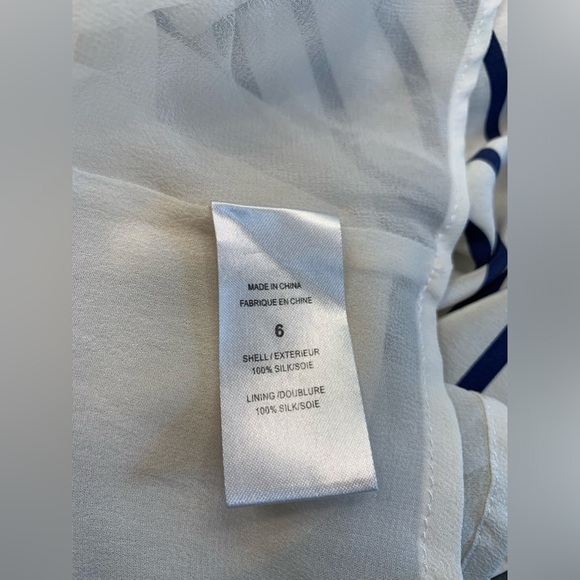 MADE IN CHINA
FABRIQUE EN CHINE
6
SHELL/EXTERIEUR
100% SILK/SOIE
LINING/DOUBLURE
100% SILK/SOIE